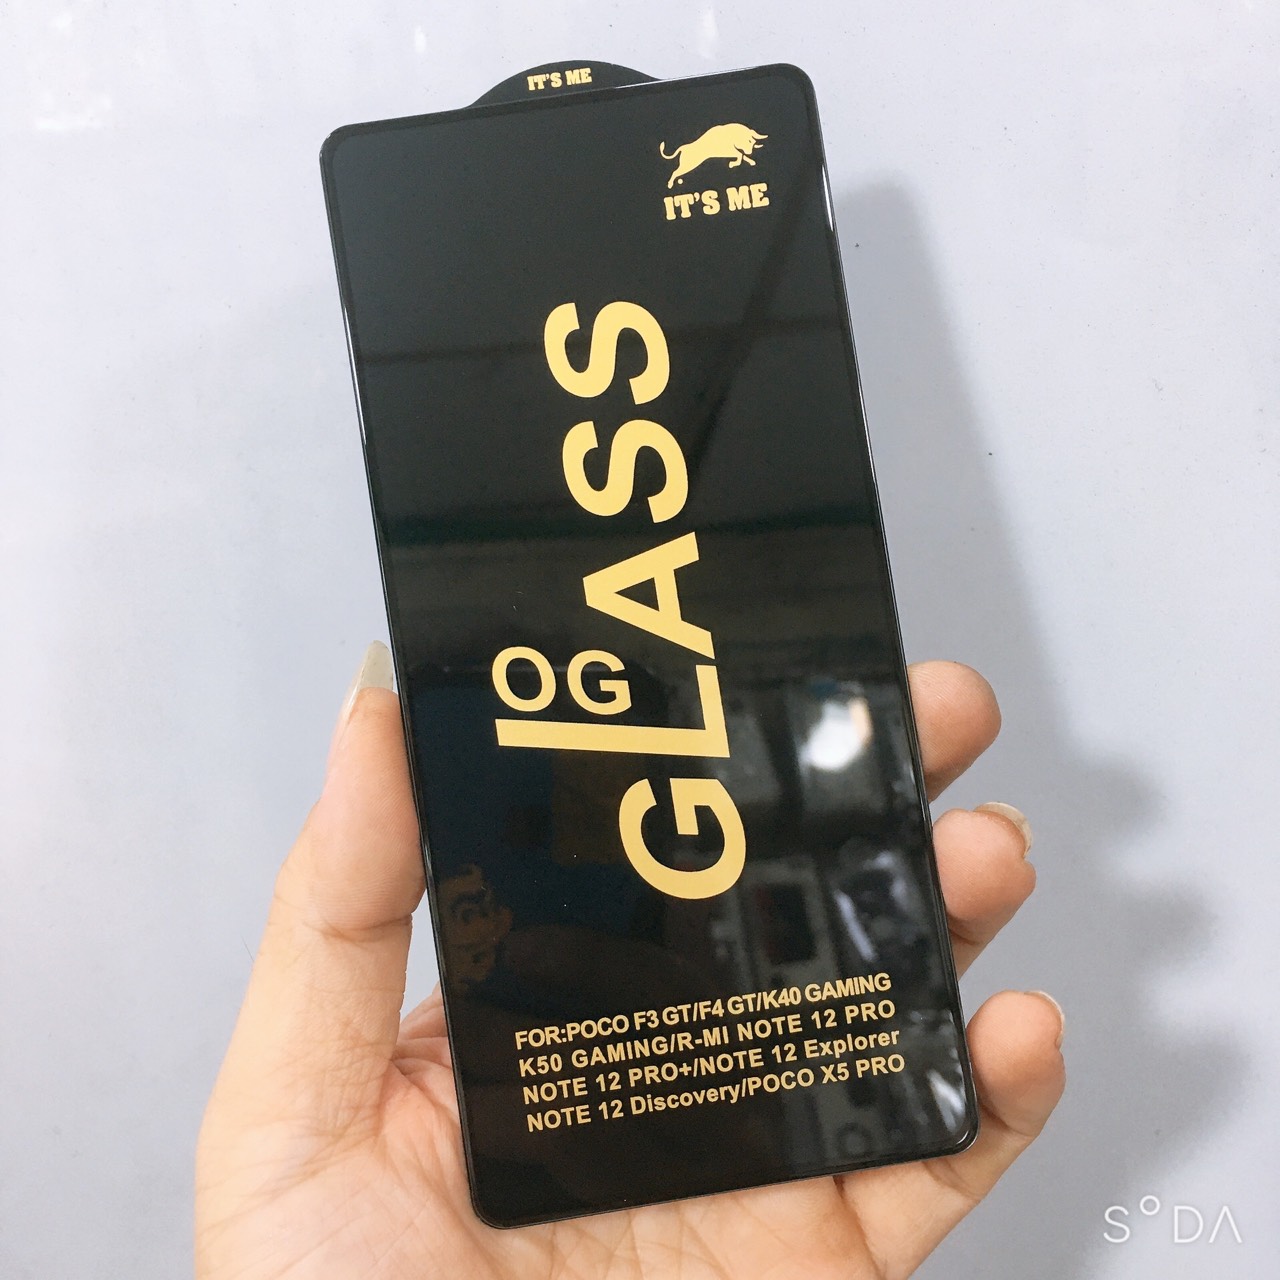 IT'S ME
IT'S ME
OG
GLASS
FOR:POCO F3 GT/F4 GT/K40 GAMING
K50 GAMING/R-MI NOTE 12 PRO
NOTE 12 PRO+/NOTE 12 Explorer
NOTE 12 Discovery/POCO X5 PRO
SODA